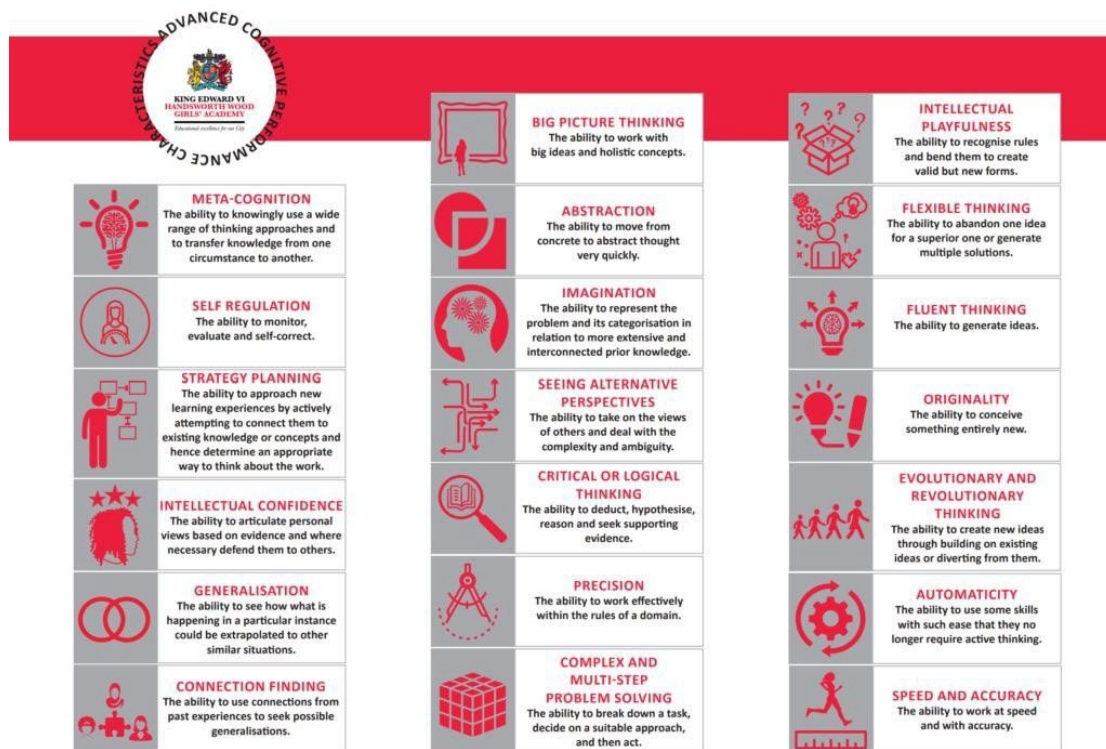 ADVANCED COGNITIVE PERFORMANCE CHARACTERISTICS
KING EDWARD VI
HANDSWORTH WOOD
GIRLS' ACADEMY
Educational excellence for our City
META-COGNITION
The ability to knowingly use a wide
range of thinking approaches and
to transfer knowledge from one
circumstance to another.
SELF REGULATION
The ability to monitor,
evaluate and self-correct.
STRATEGY PLANNING
The ability to approach new
learning experiences by actively
attempting to connect them to
existing knowledge or concepts and
hence determine an appropriate
way to think about the work.
INTELLECTUAL CONFIDENCE
The ability to articulate personal
views based on evidence and where
necessary defend them to others.
GENERALISATION
The ability to see how what is
happening in a particular instance
could be extrapolated to other
similar situations.
CONNECTION FINDING
The ability to use connections from
past experiences to seek possible
generalisations.
BIG PICTURE THINKING
The ability to work with
big ideas and holistic concepts.
ABSTRACTION
The ability to move from
concrete to abstract thought
very quickly.
IMAGINATION
The ability to represent the
problem and its categorisation in
relation to more extensive and
interconnected prior knowledge.
SEEING ALTERNATIVE
PERSPECTIVES
The ability to take on the views
of others and deal with the
complexity and ambiguity.
CRITICAL OR LOGICAL
THINKING
The ability to deduct, hypothesise,
reason and seek supporting
evidence.
PRECISION
The ability to work effectively
within the rules of a domain.
COMPLEX AND
MULTI-STEP
PROBLEM SOLVING
The ability to break down a task,
decide on a suitable approach,
and then act.
INTELLECTUAL
PLAYFULNESS
The ability to recognise rules
and bend them to create
valid but new forms.
FLEXIBLE THINKING
The ability to abandon one idea
for a superior one or generate
multiple solutions.
FLUENT THINKING
The ability to generate ideas.
ORIGINALITY
The ability to conceive
something entirely new.
EVOLUTIONARY AND
REVOLUTIONARY
THINKING
The ability to create new ideas
through building on existing
ideas or diverting from them.
AUTOMATICITY
The ability to use some skills
with such ease that they no
longer require active thinking.
SPEED AND ACCURACY
The ability to work at speed
and with accuracy.